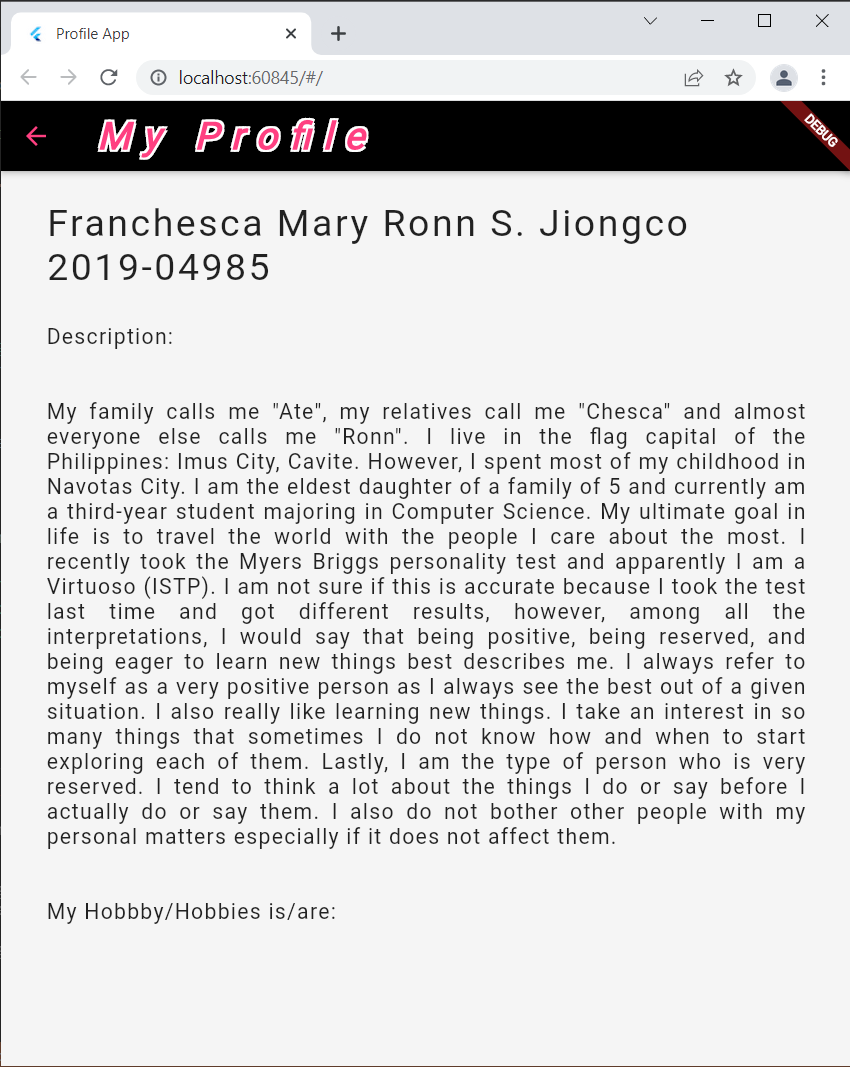 Profile App
localhost:60845/#/
My Profile
DEBUG
Franchesca Mary Ronn S. Jiongco
2019-04985
Description:
My family calls me "Ate", my relatives call me "Chesca" and almost
everyone else calls me "Ronn". I live in the flag capital of the
Philippines: Imus City, Cavite. However, I spent most of my childhood in
Navotas City. I am the eldest daughter of a family of 5 and currently am
a third-year student majoring in Computer Science. My ultimate goal in
life is to travel the world with the people I care about the most. I
recently took the Myers Briggs personality test and apparently I am a
Virtuoso (ISTP). I am not sure if this is accurate because I took the test
last time and got different results, however, among all the
interpretations, I would say that being positive, being reserved, and
being eager to learn new things best describes me. I always refer to
myself as a very positive person as I always see the best out of a given
situation. I also really like learning new things. I take an interest in so
many things that sometimes I do not know how and when to start
exploring each of them. Lastly, I am the type of person who is very
reserved. I tend to think a lot about the things I do or say before I
actually do or say them. I also do not bother other people with my
personal matters especially if it does not affect them.
My Hobbby/Hobbies is/are: